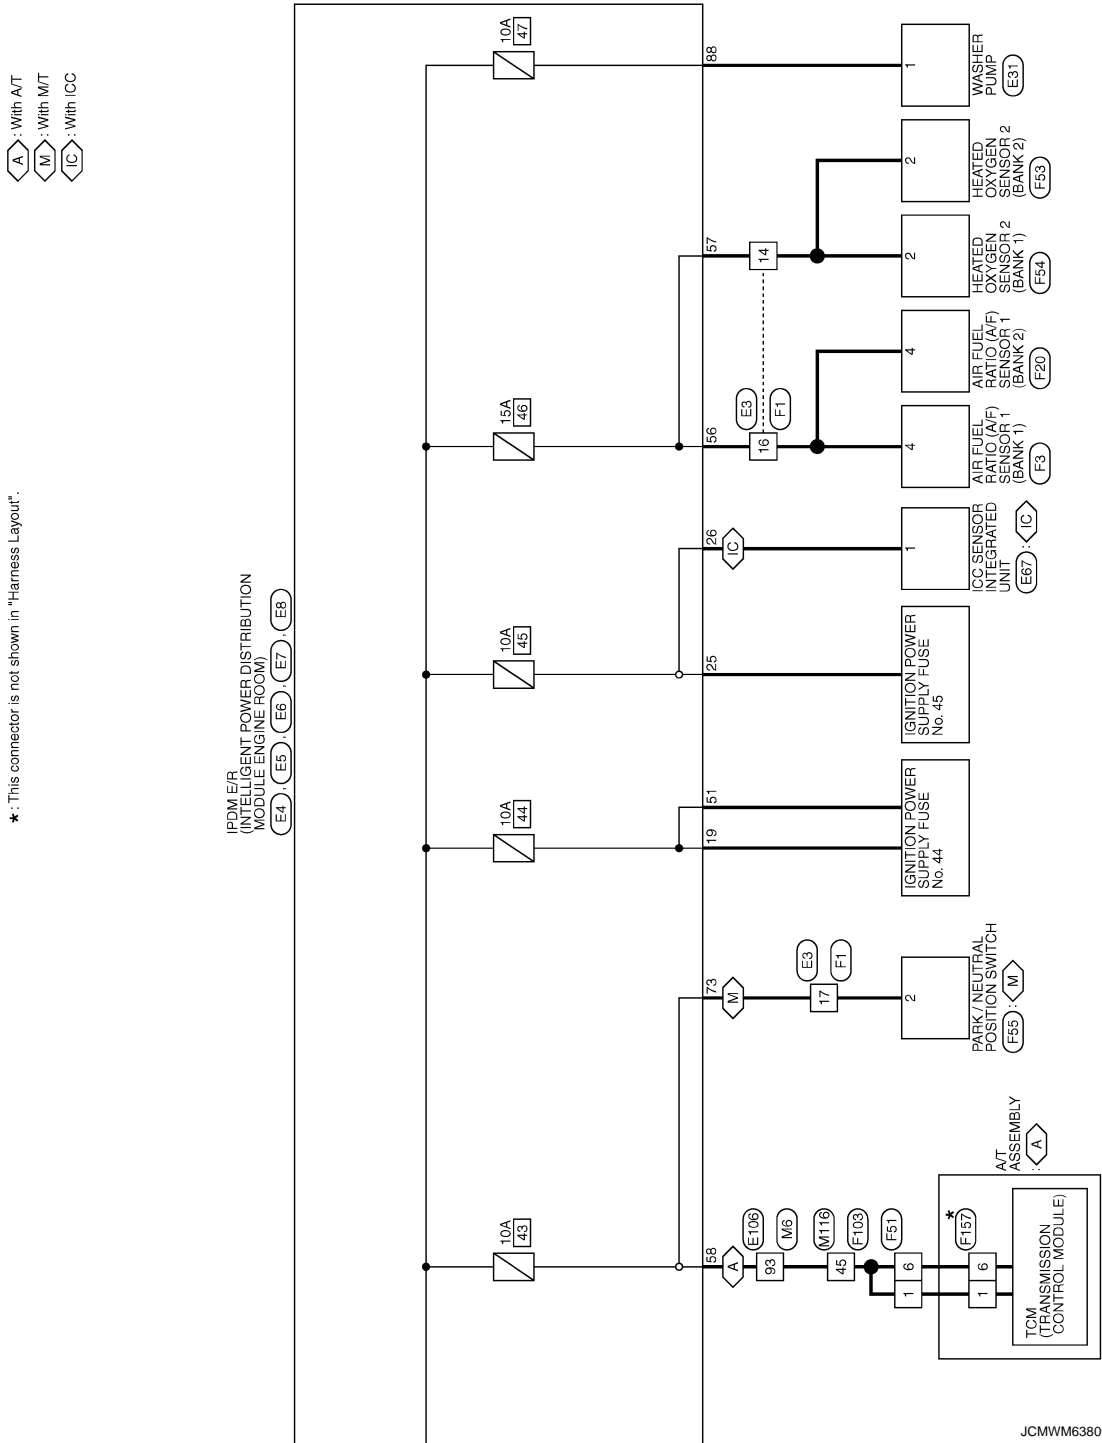 A : With A/T
M : With M/T
IC : With ICC
★ : This connector is not shown in "Harness Layout".
IPDM E/R
(INTELLIGENT POWER DISTRIBUTION
MODULE ENGINE ROOM)
E4 , E5 , E6 , E7 , E8
10A
43
10A
44
10A
45
15A
46
10A
47
58
73
19
51
25
26
56
57
88
A
M
IC
E106
93
M6
M116
45
F103
F51
1
6
★
F157
1
6
TCM
(TRANSMISSION
CONTROL MODULE)
A/T
ASSEMBLY
: A
E3
17
F1
2
PARK / NEUTRAL
POSITION SWITCH
F55 : M
IGNITION POWER
SUPPLY FUSE
No. 44
IGNITION POWER
SUPPLY FUSE
No. 45
1
ICC SENSOR
INTEGRATED
UNIT
E67 : IC
E3
16
F1
14
4
AIR FUEL
RATIO (A/F)
SENSOR 1
(BANK 1)
F3
4
AIR FUEL
RATIO (A/F)
SENSOR 1
(BANK 2)
F20
2
HEATED
OXYGEN
SENSOR 2
(BANK 1)
F54
2
HEATED
OXYGEN
SENSOR 2
(BANK 2)
F53
1
WASHER
PUMP
E31
JCMWM6380